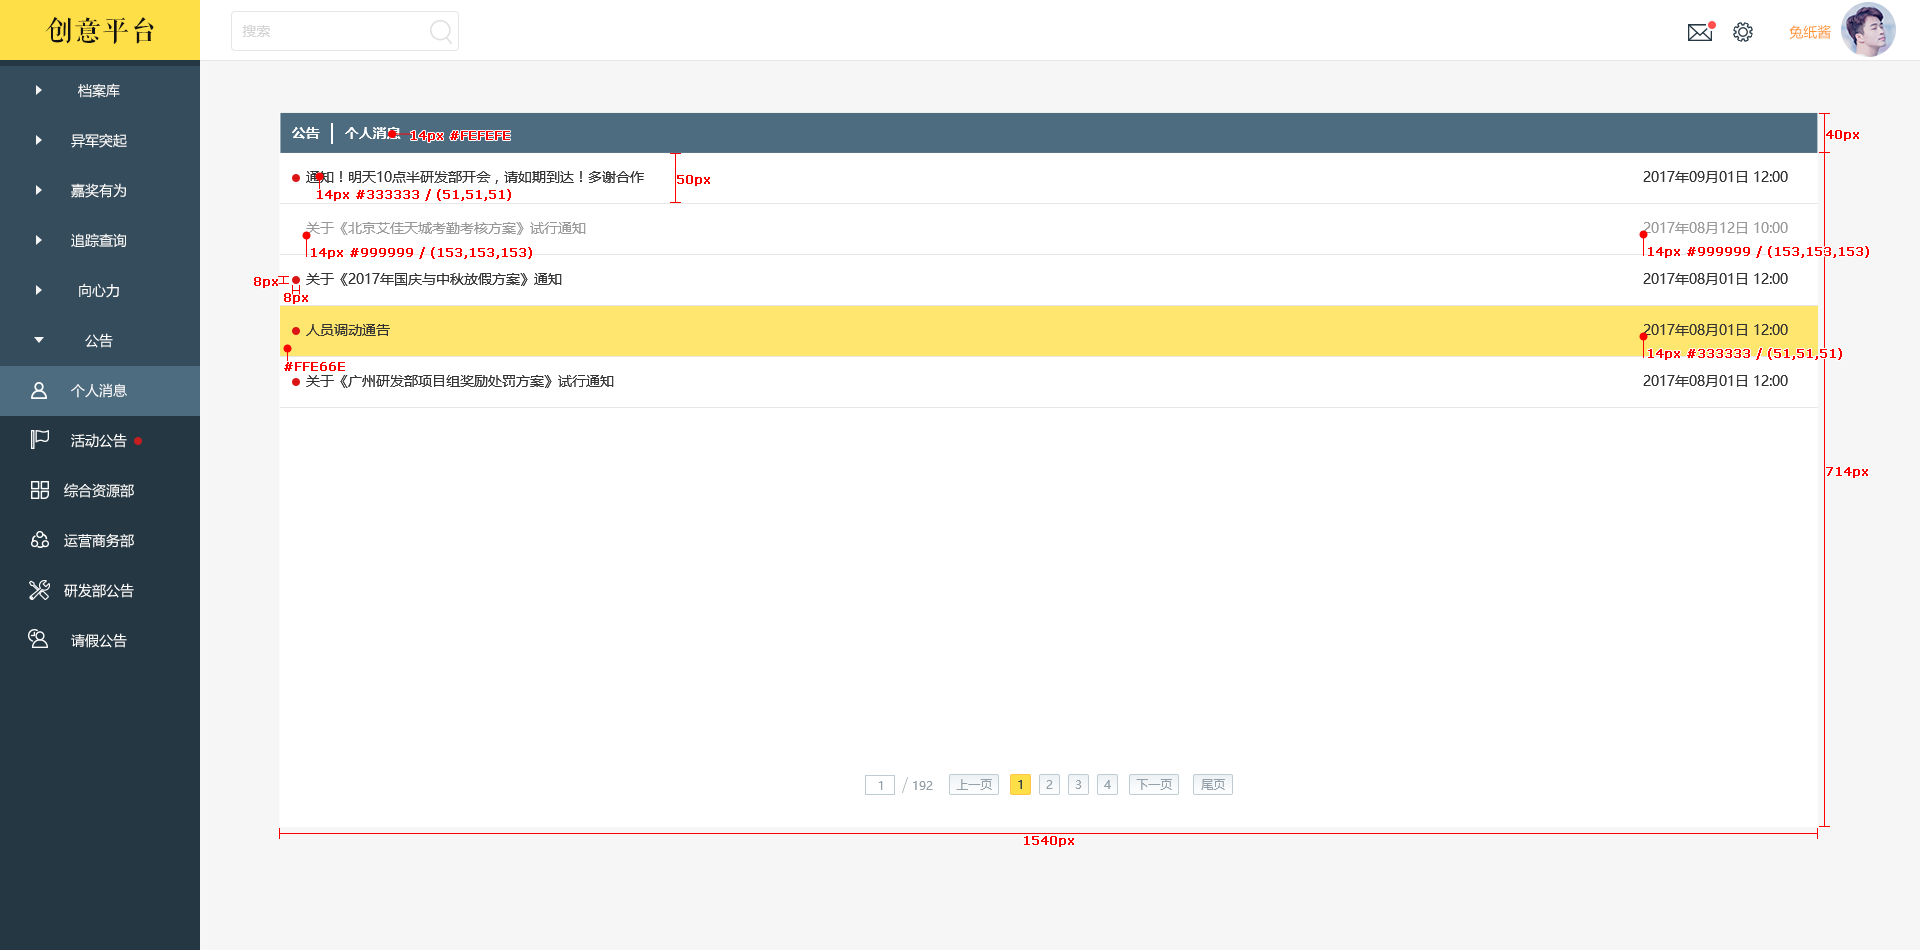 创意平台
搜索
兔纸酱
档案库
异军突起
嘉奖有为
追踪查询
向心力
公告
个人消息
活动公告
综合资源部
运营商务部
研发部公告
请假公告
公告 | 个人消息
14px #FEFEFE
40px
通知！明天10点半研发部开会，请如期到达！多谢合作
2017年09月01日 12:00
50px
14px #333333 / (51,51,51)
关于《北京艾佳天城考勤考核方案》试行通知
2017年08月12日 10:00
14px #999999 / (153,153,153)
14px #999999 / (153,153,153)
8px
关于《2017年国庆与中秋放假方案》通知
2017年08月01日 12:00
8px
人员调动通告
2017年08月01日 12:00
14px #333333 / (51,51,51)
#FFE66E
关于《广州研发部项目组奖励处罚方案》试行通知
2017年08月01日 12:00
714px
1 / 192 上一页 1 2 3 4 下一页 尾页
1540px